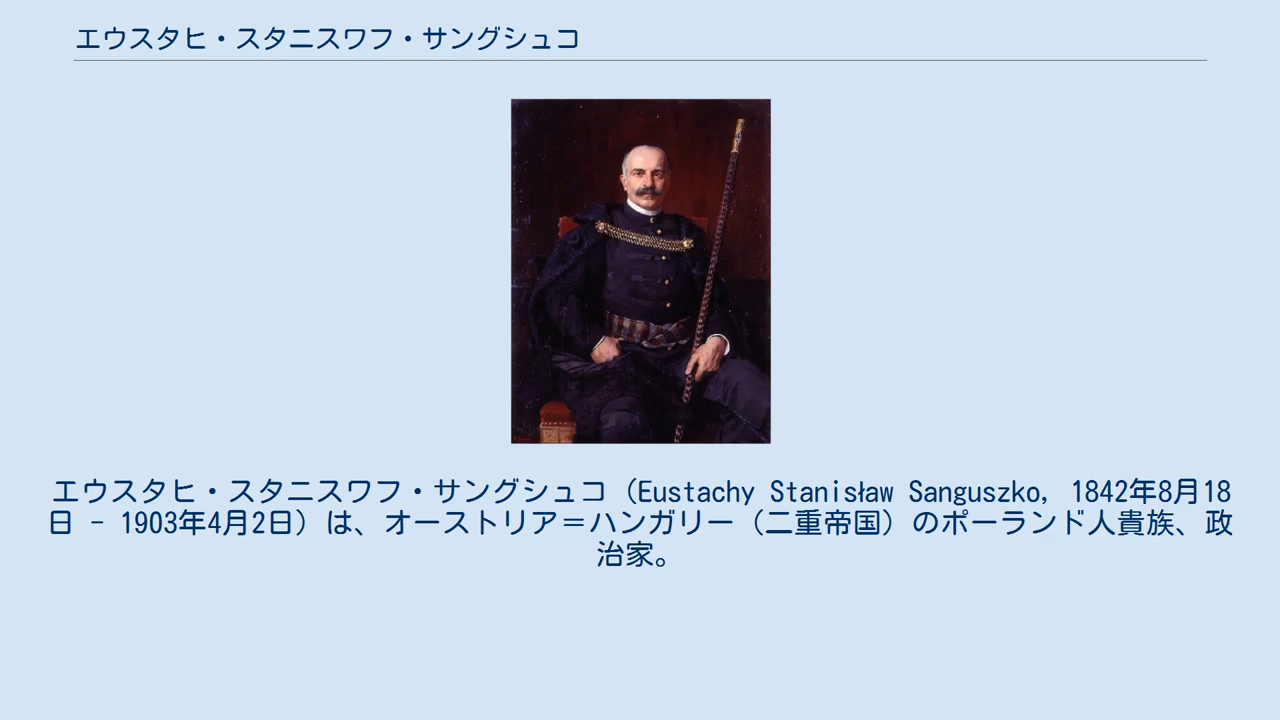 エウスタヒ・スタニスワフ・サングシュコ
エウスタヒ・スタニスワフ・サングシュコ（Eustachy Stanisław Sanguszko, 1842年8月18
日 - 1903年4月2日）は、オーストリア＝ハンガリー（二重帝国）のポーランド人貴族、政
治家。